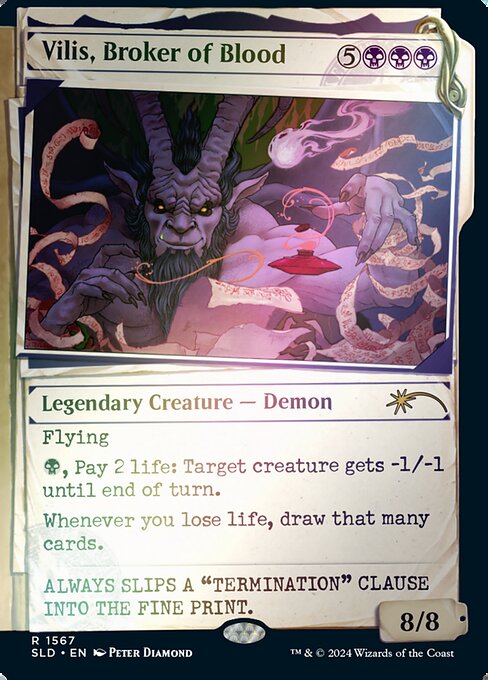 Vilis, Broker of Blood 5
Legendary Creature — Demon
Flying
, Pay 2 life: Target creature gets -1/-1
until end of turn.
Whenever you lose life, draw that many
cards.
ALWAYS SLIPS A “TERMINATION” CLAUSE
INTO THE FINE PRINT.
8/8
R 1567
SLD • EN Peter Diamond
™ & © 2024 Wizards of the Coast